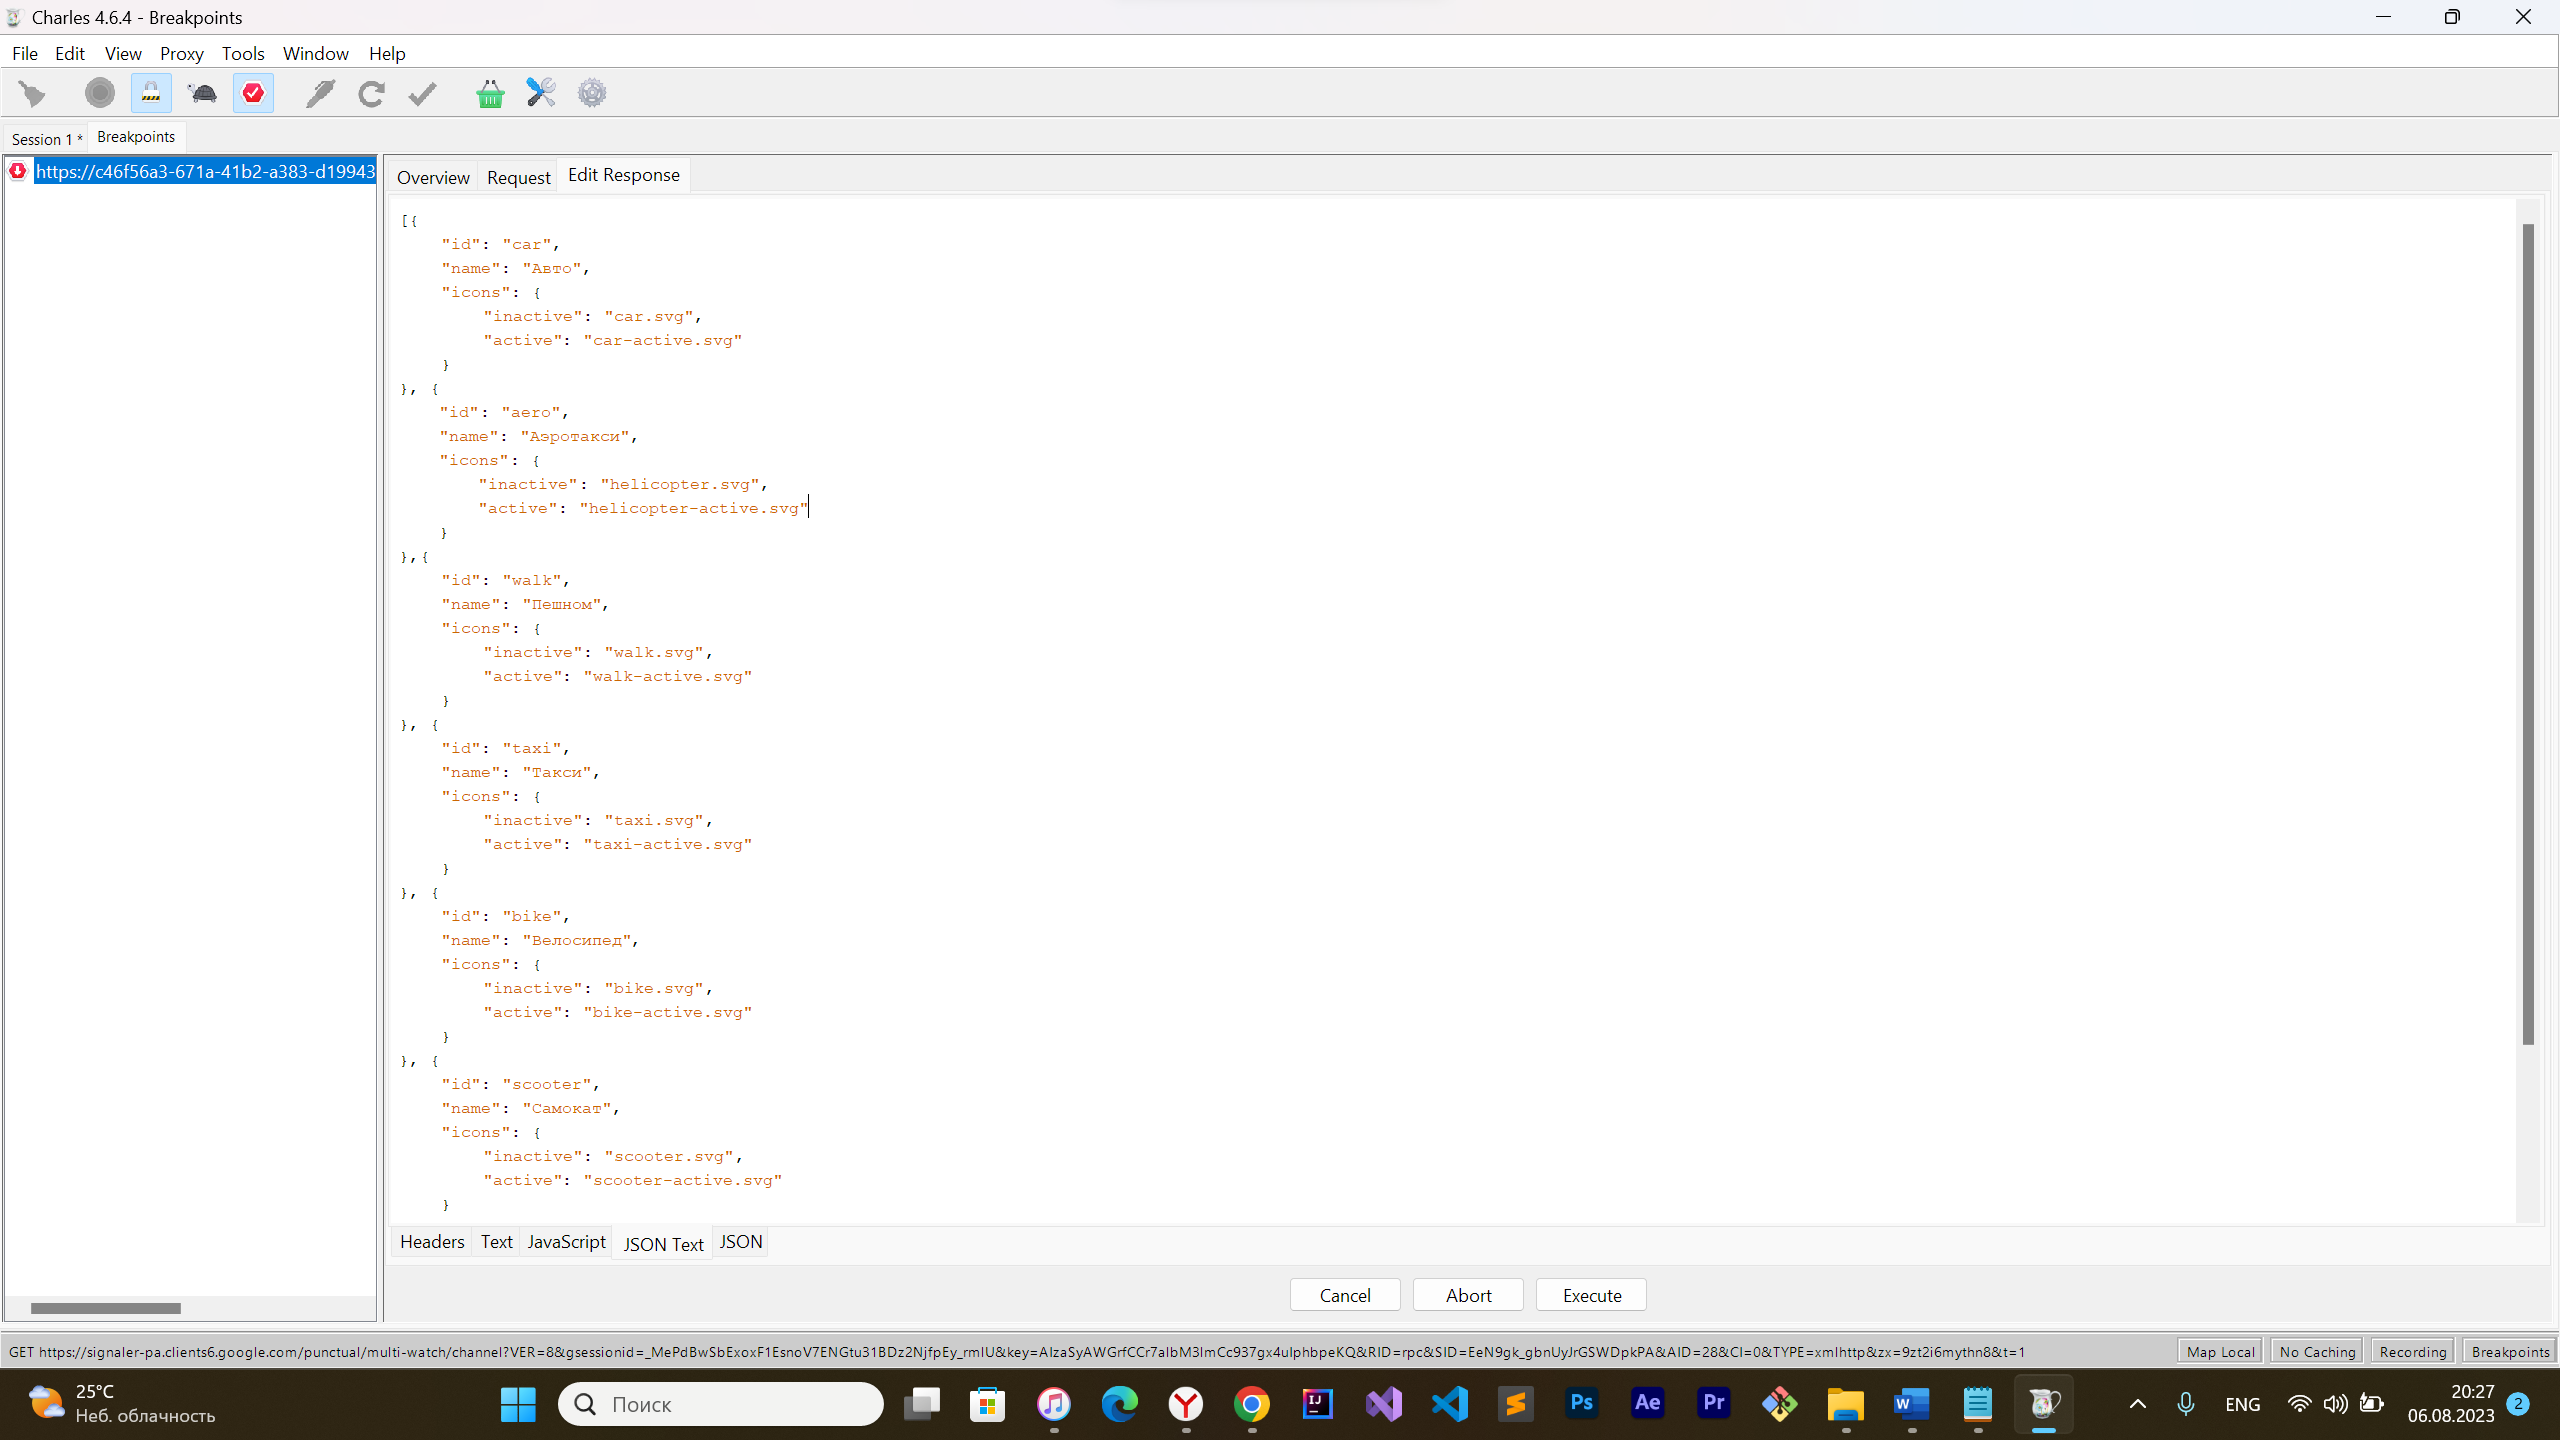 Charles 4.6.4 - Breakpoints
File Edit View Proxy Tools Window Help
Session 1 * Breakpoints
https://c46f56a3-671a-41b2-a383-d19943
Overview Request Edit Response
[{
"id": "car",
"name": "Авто",
"icons": {
"inactive": "car.svg",
"active": "car-active.svg"
}
}, {
"id": "aero",
"name": "Аэротакси",
"icons": {
"inactive": "helicopter.svg",
"active": "helicopter-active.svg"
}
},{
"id": "walk",
"name": "Пешном",
"icons": {
"inactive": "walk.svg",
"active": "walk-active.svg"
}
}, {
"id": "taxi",
"name": "Такси",
"icons": {
"inactive": "taxi.svg",
"active": "taxi-active.svg"
}
}, {
"id": "bike",
"name": "Велосипед",
"icons": {
"inactive": "bike.svg",
"active": "bike-active.svg"
}
}, {
"id": "scooter",
"name": "Самокат",
"icons": {
"inactive": "scooter.svg",
"active": "scooter-active.svg"
}
Headers Text JavaScript JSON Text JSON
Cancel Abort Execute
GET https://signaler-pa.clients6.google.com/punctual/multi-watch/channel?VER=8&gsessionid=_MePdBwSbExoxF1EsnoV7ENGtu31BDz2NjfpEy_rmIU&key=AIzaSyAWGrfCCr7albM3lmCc937gx4uIphbpeKQ&RID=rpc&SID=EeN9gk_gbnUyJrGSWDpkPA&AID=28&CI=0&TYPE=xmlhttp&zx=9zt2i6mythn8&t=1
Map Local No Caching Recording Breakpoints
25°C
Неб. облачность
Поиск
IJ
Ps
Ae
Pr
W
ENG
20:27
06.08.2023
2